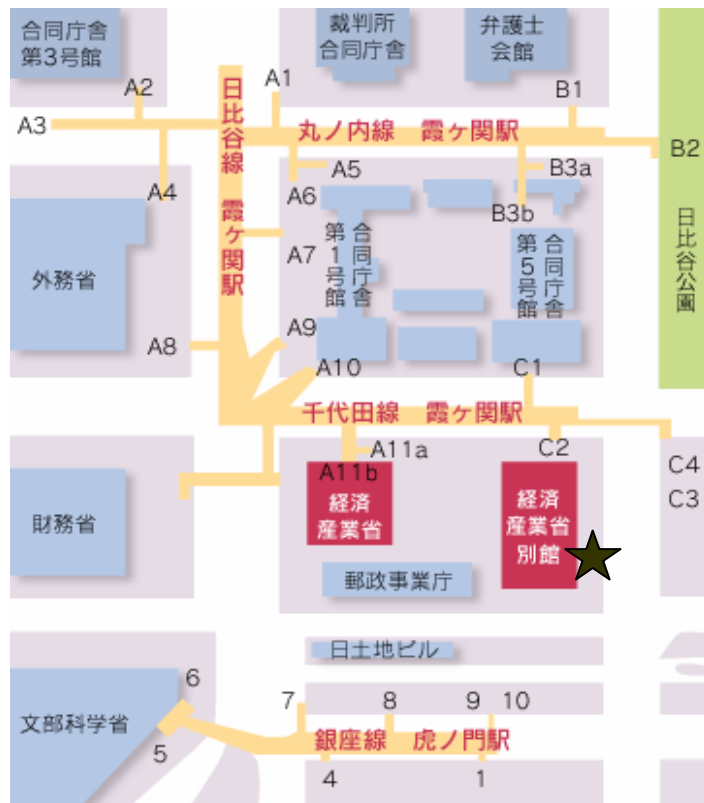 合同庁舎
第3号館
裁判所
合同庁舎
弁護士
会館
A1
A2
B1
A3
日比谷線 霞ヶ関駅
丸ノ内線 霞ヶ関駅
B2
A4
A5
B3a
A6
B3b
日比谷公園
外務省
A7
合同庁舎
第1号館
合同庁舎
第5号館
A8
A9
A10
C1
千代田線 霞ヶ関駅
A11a
C2
A11b
C4
C3
財務省
経済
産業省
経済
産業省
別館
郵政事業庁
日土地ビル
6
7
8
9
10
文部科学省
5
銀座線 虎ノ門駅
4
1